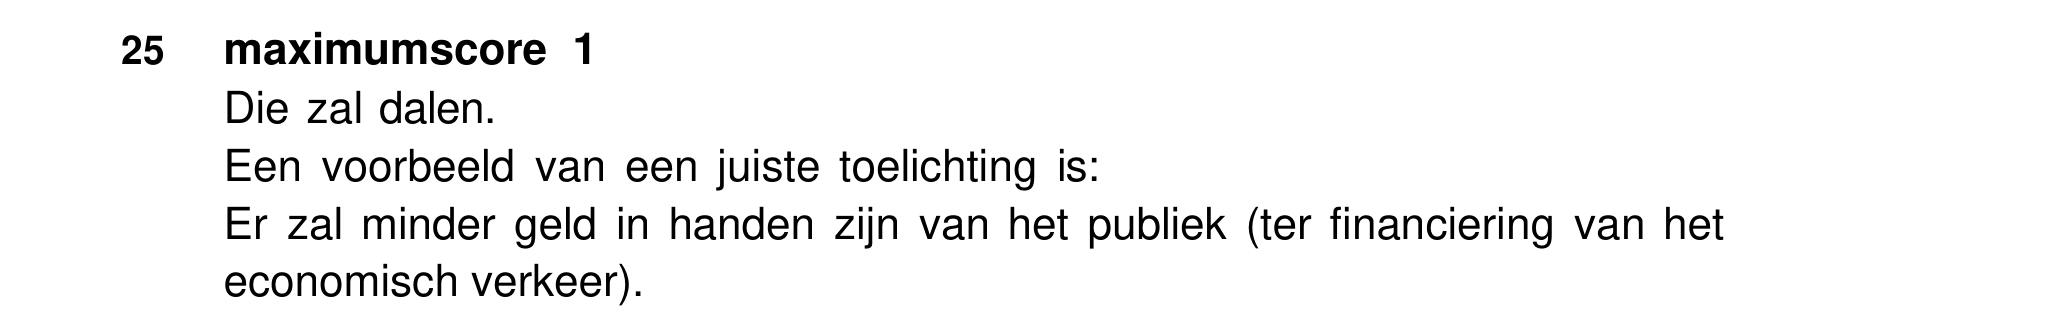 25 maximumscore 1
Die zal dalen.
Een voorbeeld van een juiste toelichting is:
Er zal minder geld in handen zijn van het publiek (ter financiering van het
economisch verkeer).